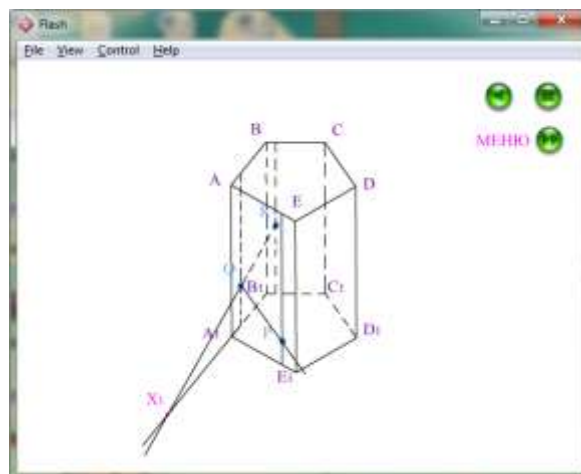 Flash
File View Control Help
МЕНЮ
B C
A D
E
Q
B1 C1
A1 D1
E1
X1